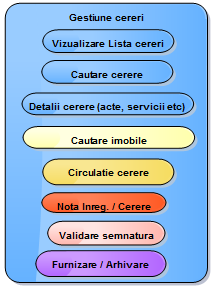 Gestiune cereri
Vizualizare Lista cereri
Cautare cerere
Detalii cerere (acte, servicii etc)
Cautare imobile
Circulatie cerere
Nota Inreg. / Cerere
Validare semnatura
Furnizare / Arhivare